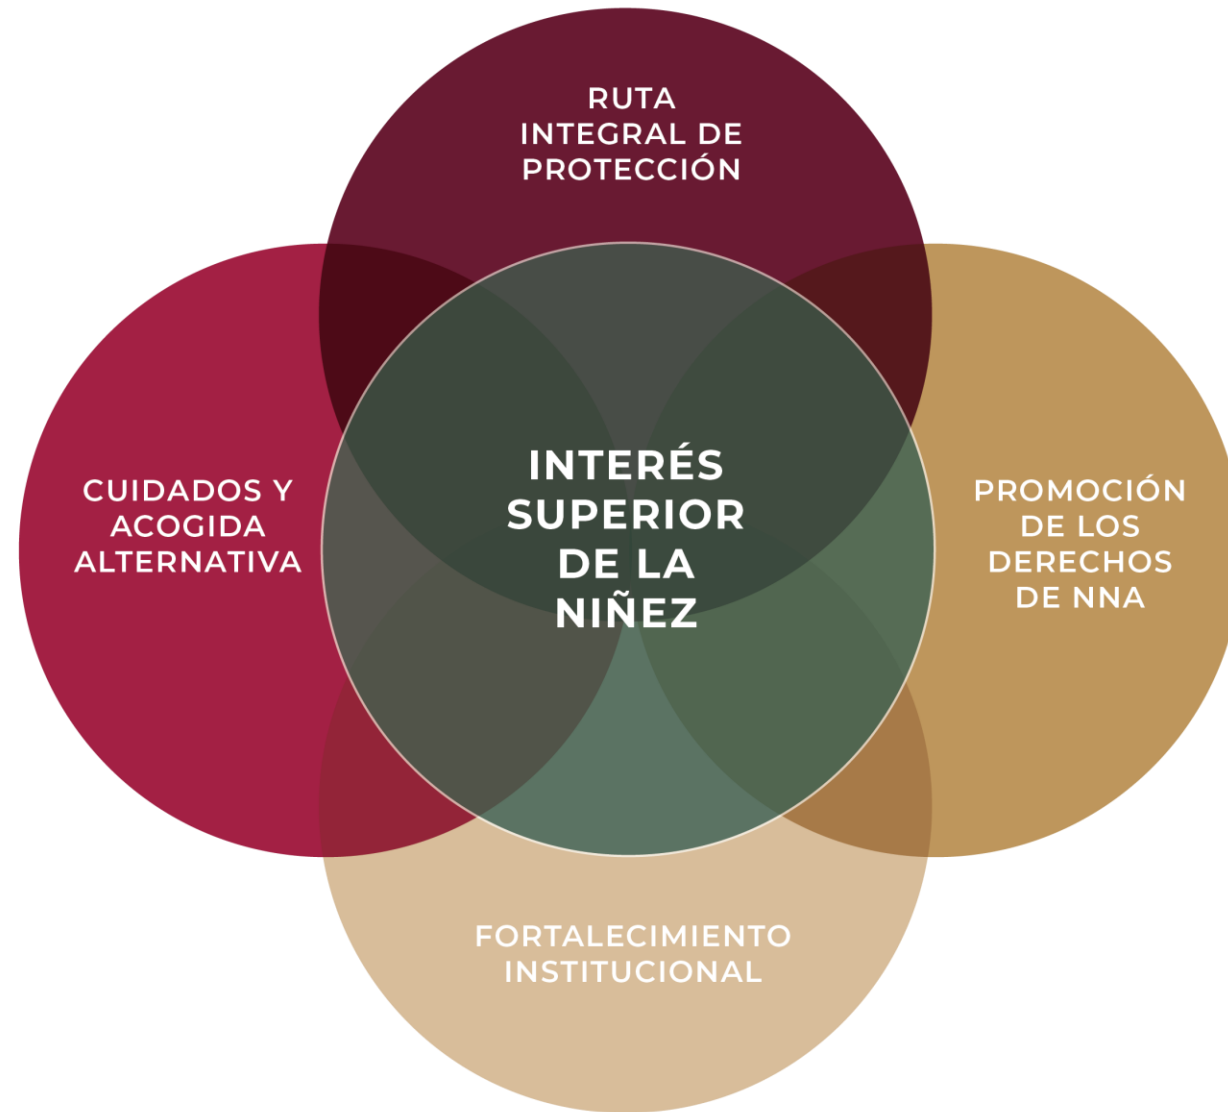 RUTA
INTEGRAL DE
PROTECCIÓN
CUIDADOS Y
ACOGIDA
ALTERNATIVA
INTERÉS
SUPERIOR
DE LA
NIÑEZ
PROMOCIÓN
DE LOS
DERECHOS
DE NNA
FORTALECIMIENTO
INSTITUCIONAL